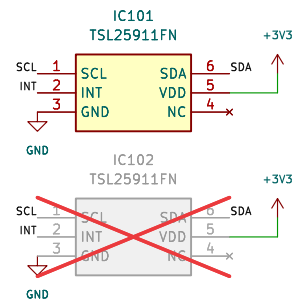 IC101
TSL25911FN
+3V3
SCL 1 SCL SDA 6 SDA
INT 2 INT VDD 5
3 GND NC 4
GND
IC102
TSL25911FN
+3V3
SCL 1 SCL SDA 6 SDA
INT 2 INT VDD 5
3 GND NC 4
GND